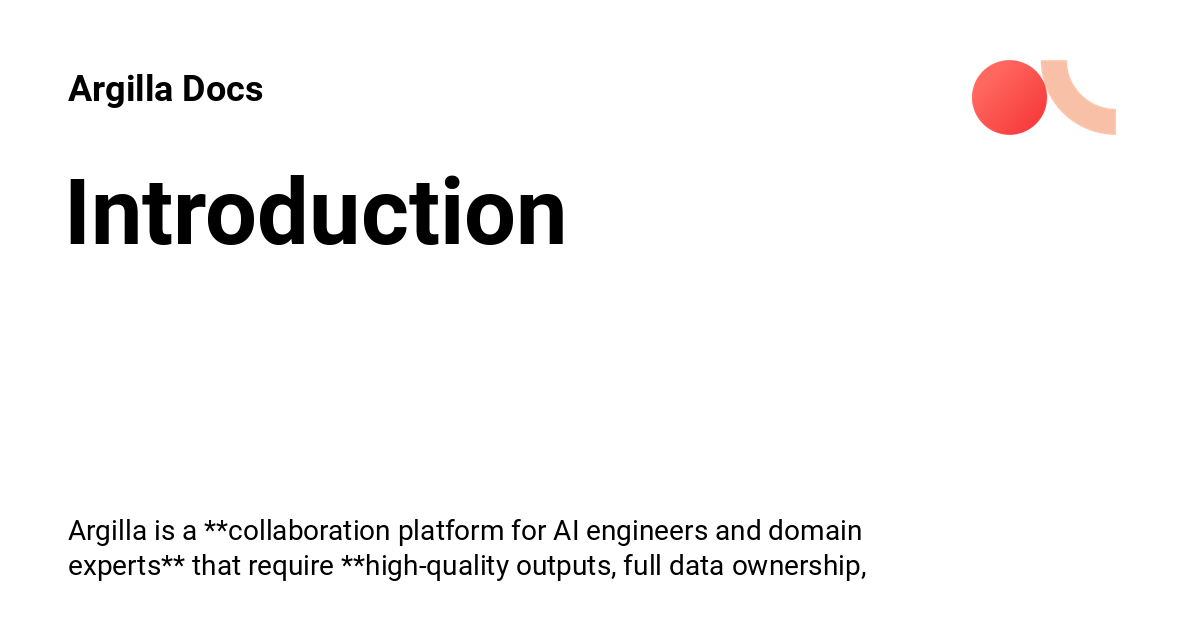 Argilla Docs
Introduction
Argilla is a **collaboration platform for AI engineers and domain
experts** that require **high-quality outputs, full data ownership,